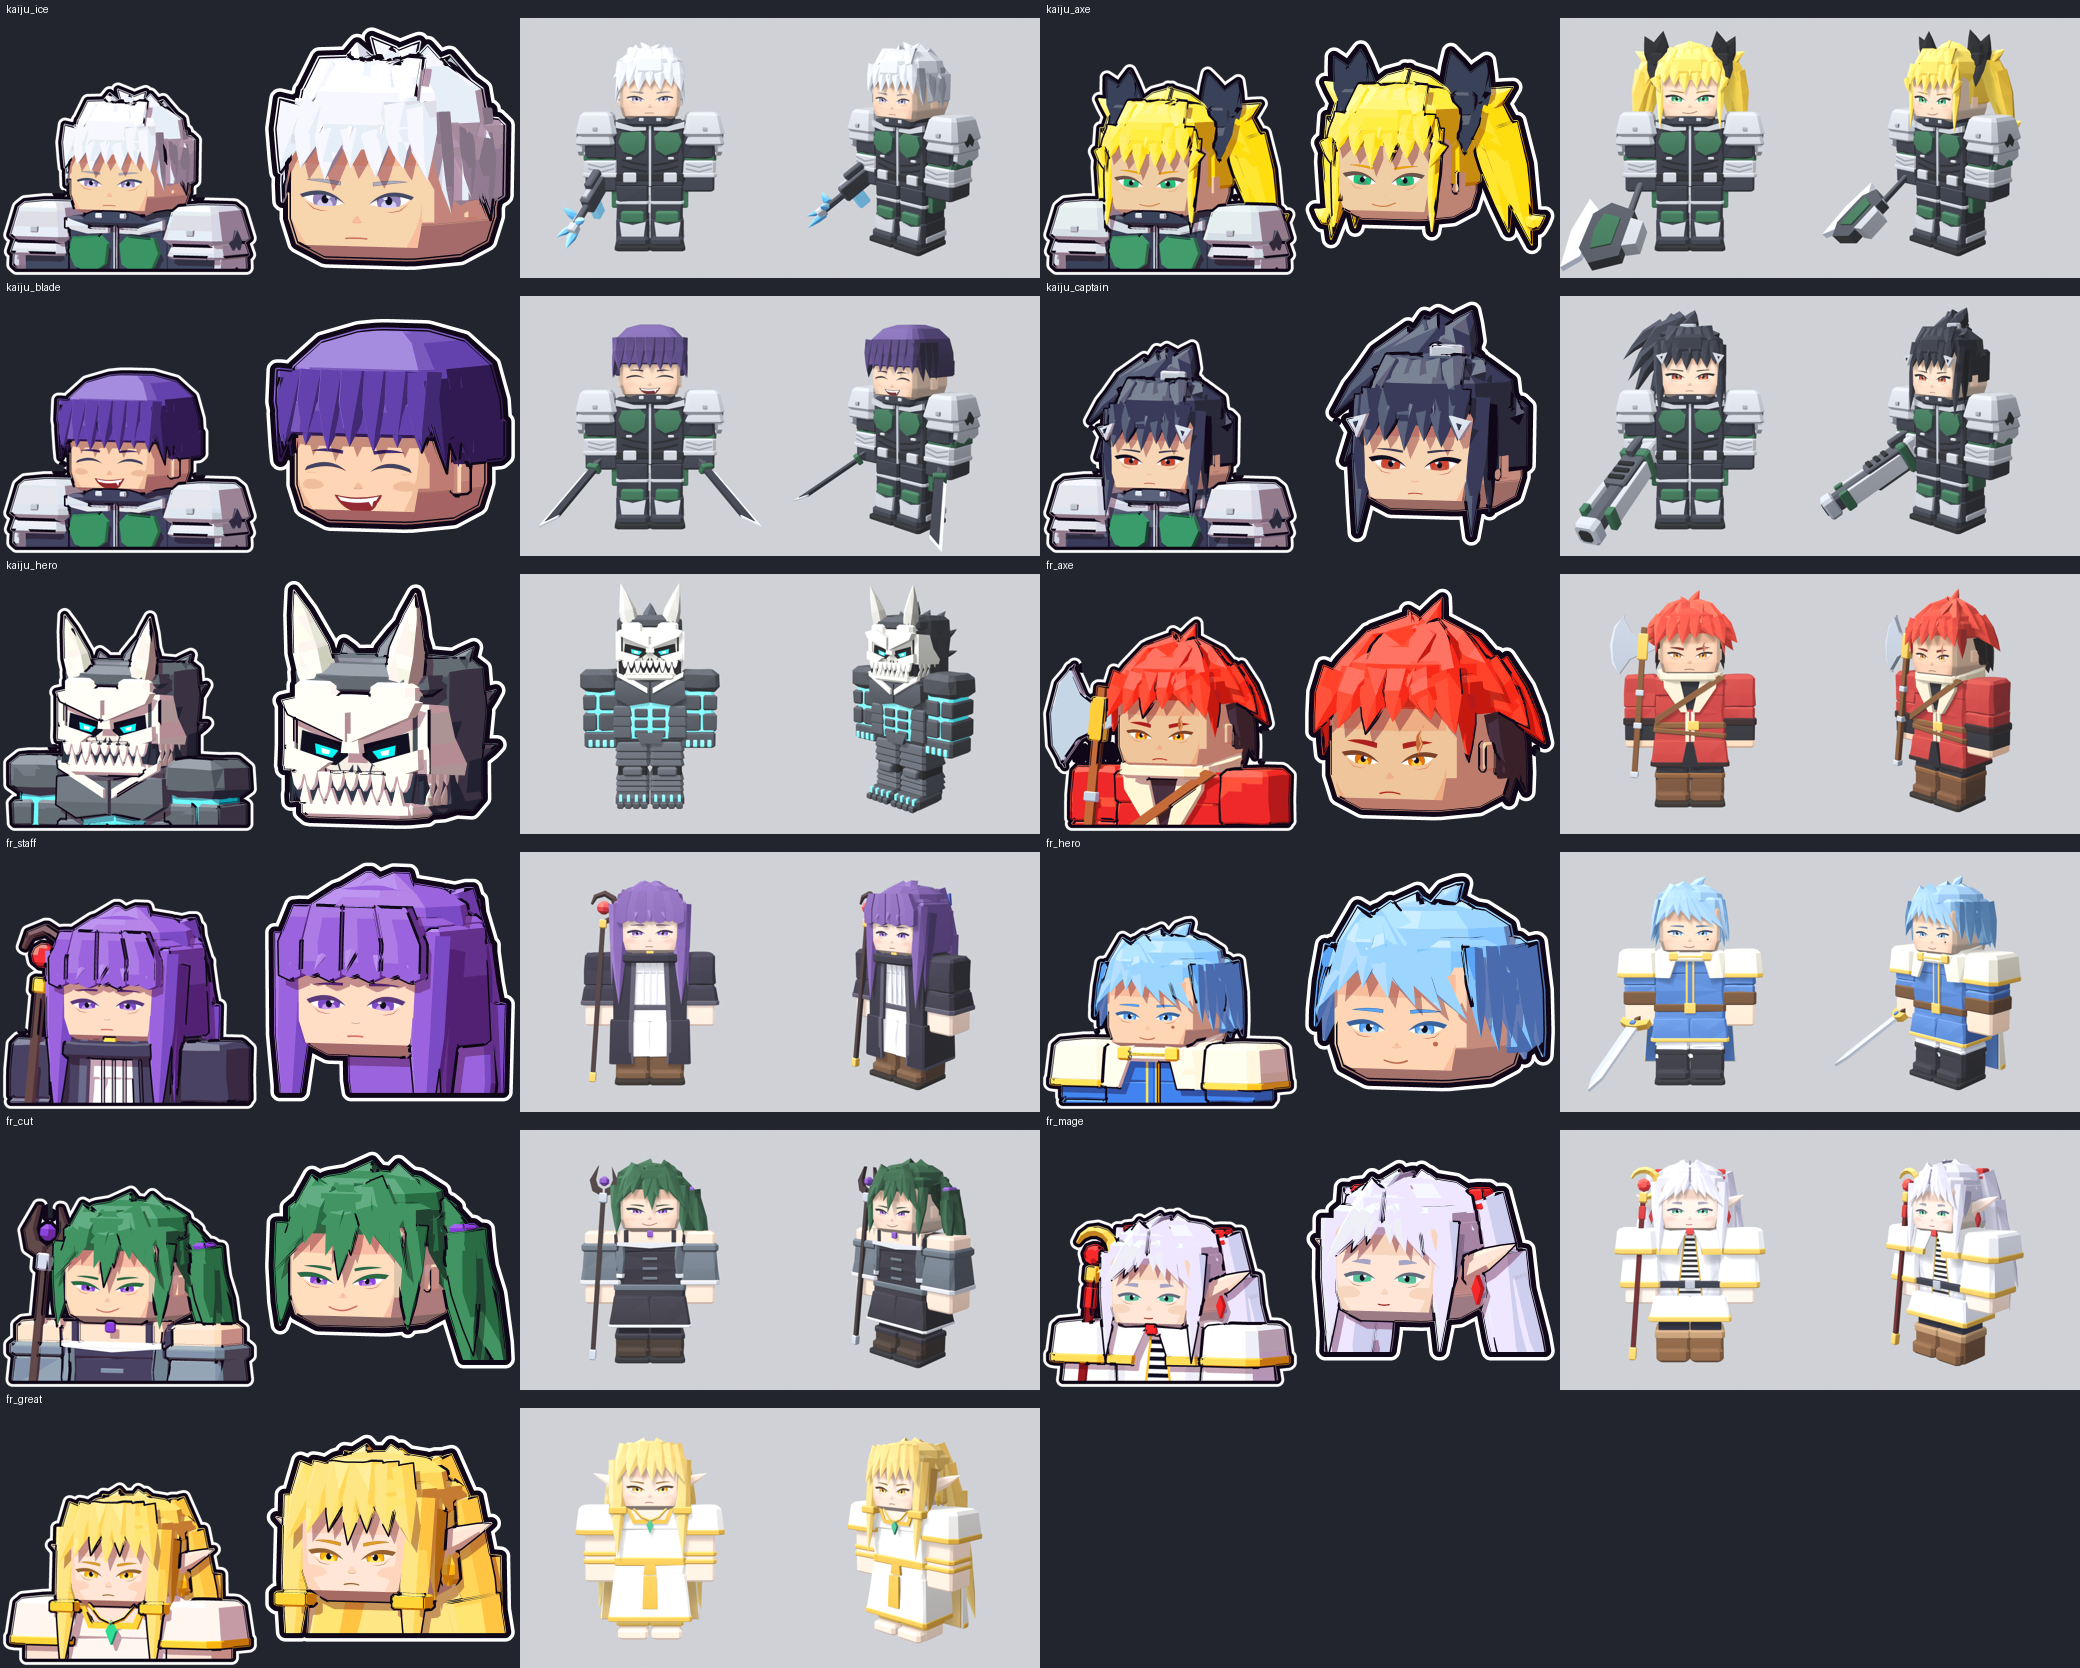 kaiju_ice
kaiju_axe
kaiju_blade
kaiju_captain
kaiju_hero
fr_axe
fr_staff
fr_hero
fr_cut
fr_mage
fr_great